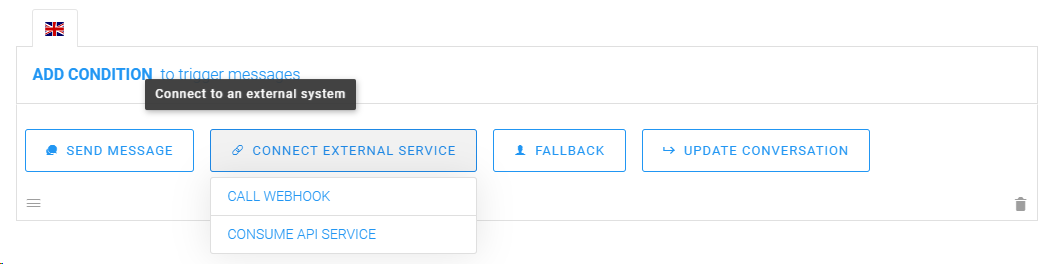 ADD CONDITION to trigger messages
Connect to an external system
SEND MESSAGE
CONNECT EXTERNAL SERVICE
FALLBACK
UPDATE CONVERSATION
CALL WEBHOOK
CONSUME API SERVICE